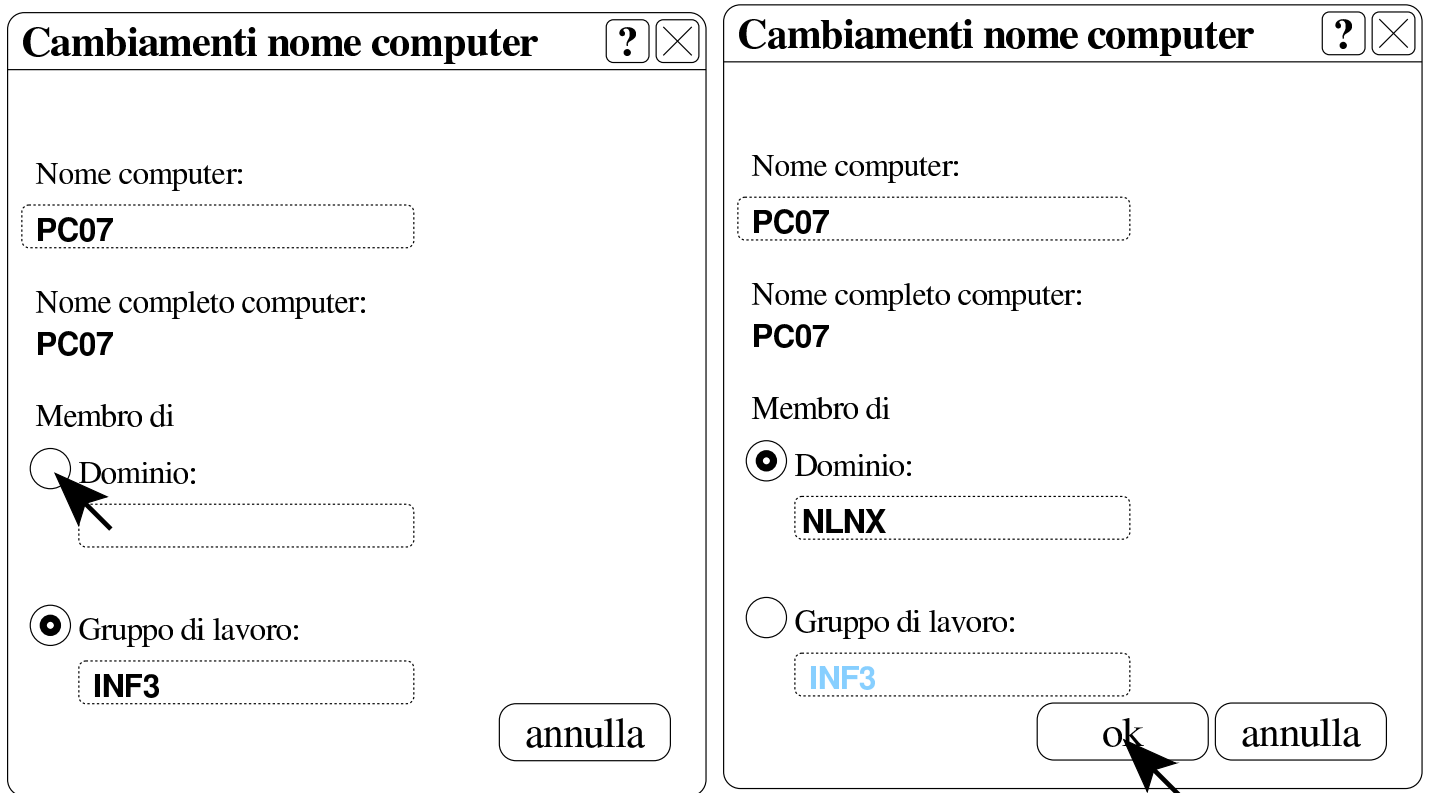 Cambiamenti nome computer ?
Nome computer:
PC07
Nome completo computer:
PC07
Membro di
Dominio:
Gruppo di lavoro:
INF3
annulla
Cambiamenti nome computer ?
Nome computer:
PC07
Nome completo computer:
PC07
Membro di
Dominio:
NLNX
Gruppo di lavoro:
INF3
ok annulla